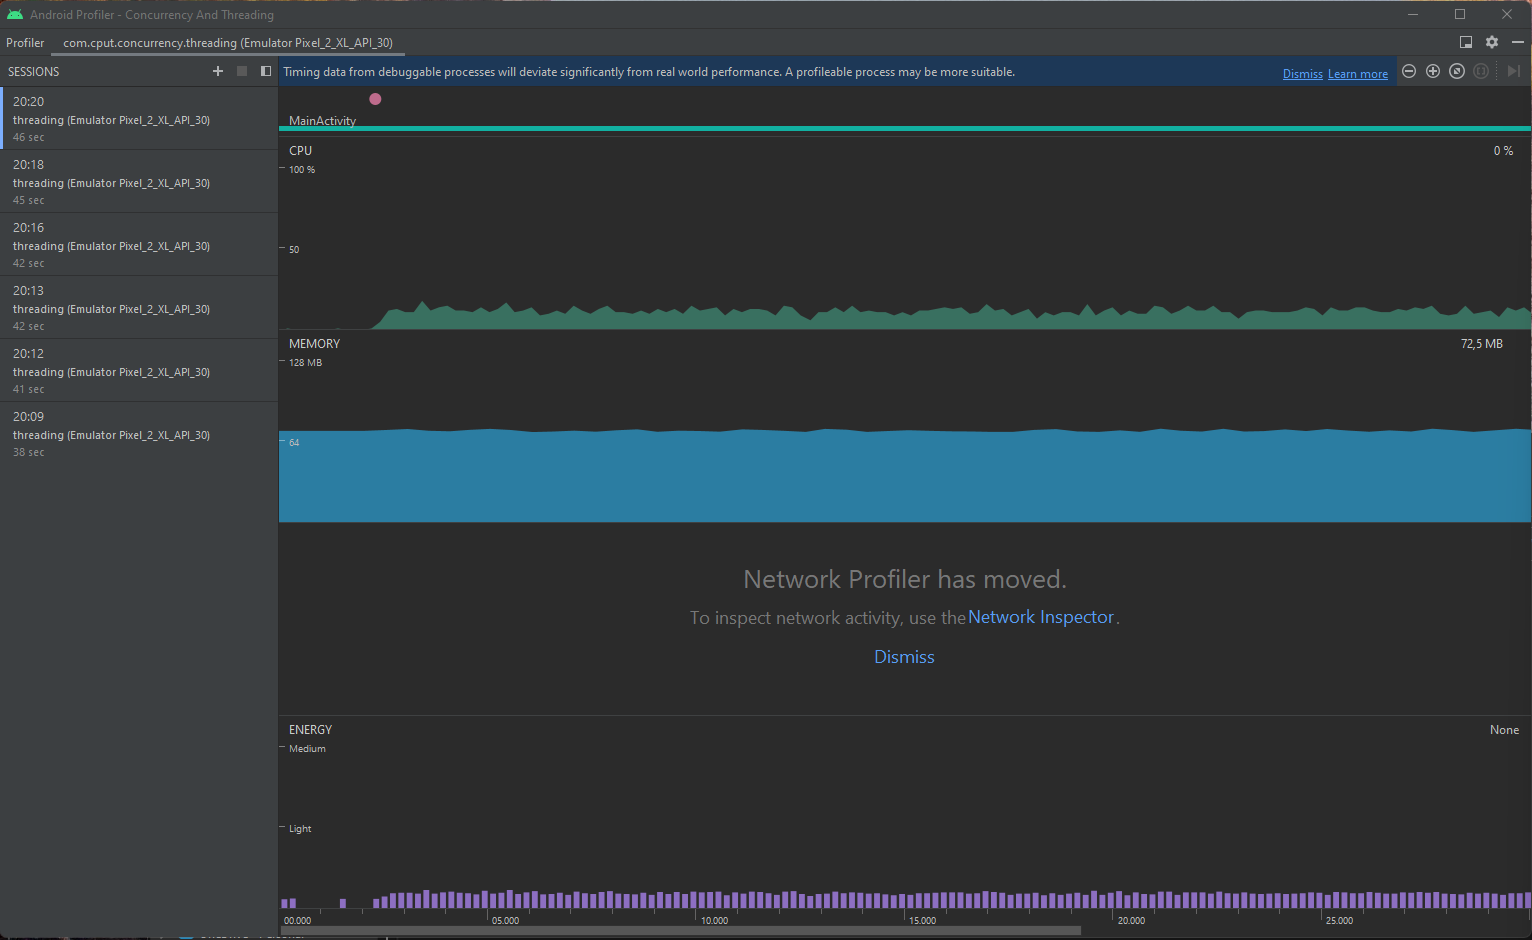 Android Profiler - Concurrency And Threading
Profiler com.cput.concurrency.threading (Emulator Pixel_2_XL_API_30)
SESSIONS
Timing data from debuggable processes will deviate significantly from real world performance. A profileable process may be more suitable. Dismiss Learn more
20:20
threading (Emulator Pixel_2_XL_API_30)
46 sec
20:18
threading (Emulator Pixel_2_XL_API_30)
45 sec
20:16
threading (Emulator Pixel_2_XL_API_30)
42 sec
20:13
threading (Emulator Pixel_2_XL_API_30)
42 sec
20:12
threading (Emulator Pixel_2_XL_API_30)
41 sec
20:09
threading (Emulator Pixel_2_XL_API_30)
38 sec
MainActivity
CPU 0 %
100 %
50
MEMORY 72,5 MB
128 MB
64
Network Profiler has moved.
To inspect network activity, use the Network Inspector.
Dismiss
ENERGY None
Medium
Light
00.000 05.000 10.000 15.000 20.000 25.000